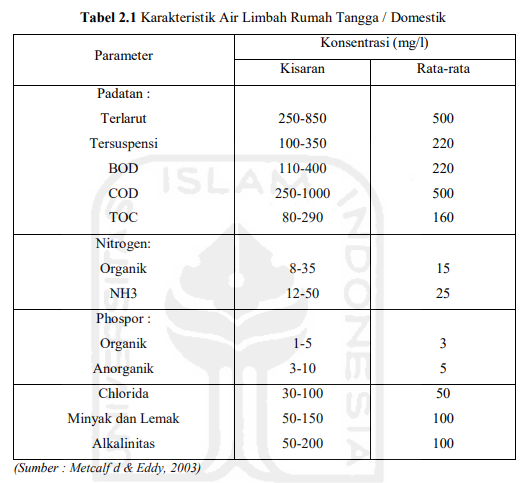 Tabel 2.1 Karakteristik Air Limbah Rumah Tangga / Domestik
Parameter Konsentrasi (mg/l)
Kisaran Rata-rata
Padatan :
Terlarut 250-850 500
Tersuspensi 100-350 220
BOD 110-400 220
COD 250-1000 500
TOC 80-290 160
Nitrogen:
Organik 8-35 15
NH3 12-50 25
Phospor :
Organik 1-5 3
Anorganik 3-10 5
Chlorida 30-100 50
Minyak dan Lemak 50-150 100
Alkalinitas 50-200 100
(Sumber : Metcalf d & Eddy, 2003)
UNIVERSITAS ISLAM INDONESIA